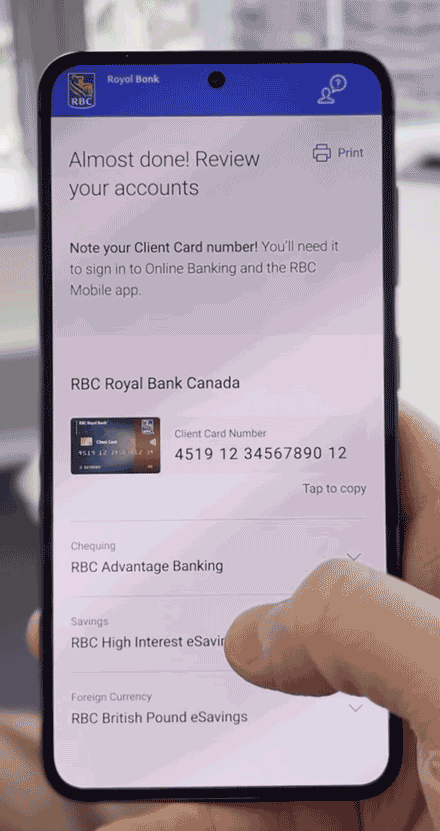 RBC
Royal Bank
Almost done! Review
your accounts
Print
Note your Client Card number! You'll need it
to sign in to Online Banking and the RBC
Mobile app.
RBC Royal Bank Canada
RBC Royal Bank
Client Card
4519 12
Client Card Number
4519 12 34567890 12
Tap to copy
Chequing
RBC Advantage Banking
Savings
RBC High Interest eSavin
Foreign Currency
RBC British Pound eSavings